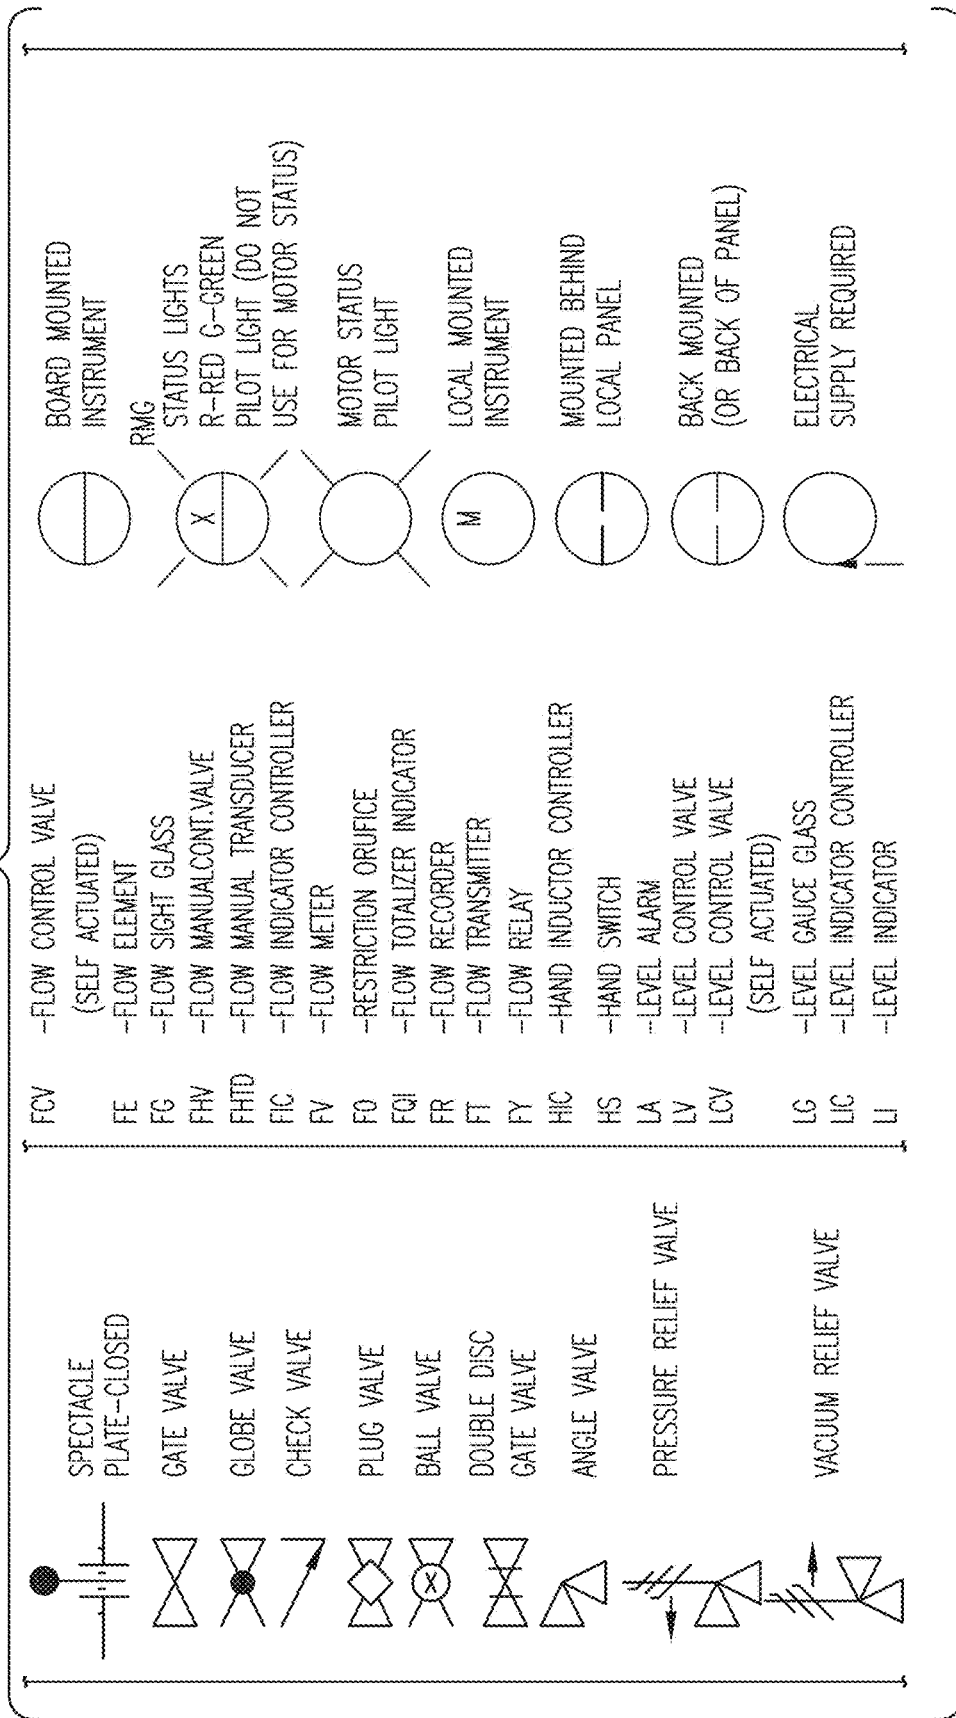 SPECTACLE
PLATE-CLOSED
GATE VALVE
GLOBE VALVE
CHECK VALVE
PLUG VALVE
X
BALL VALVE
DOUBLE DISC
GATE VALVE
ANGLE VALVE
PRESSURE RELIEF VALVE
VACUUM RELIEF VALVE
FCV --FLOW CONTROL VALVE
(SELF ACTUATED)
FE --FLOW ELEMENT
FG --FLOW SIGHT GLASS
FHV --FLOW MANUALCONT.VALVE
FHTD --FLOW MANUAL TRANSDUCER
FIC --FLOW INDICATOR CONTROLLER
FV --FLOW METER
FO --RESTRICTION ORUFICE
FQI --FLOW TOTALIZER INDICATOR
FR --FLOW RECORDER
FT --FLOW TRANSMITTER
FY --FLOW RELAY
HIC --HAND INDUCTOR CONTROLLER
HS --HAND SWITCH
LA --LEVEL ALARM
LV --LEVEL CONTROL VALVE
LCV --LEVEL CONTROL VALVE
(SELF ACTUATED)
LG --LEVEL GAUCE GLASS
LIC --LEVEL INDICATOR CONTROLLER
LI --LEVEL INDICATOR
BOARD MOUNTED
INSTRUMENT
RMG
X
STATUS LIGHTS
R-RED G-GREEN
PILOT LIGHT (DO NOT
USE FOR MOTOR STATUS)
MOTOR STATUS
PILOT LIGHT
M
LOCAL MOUNTED
INSTRUMENT
MOUNTED BEHIND
LOCAL PANEL
BACK MOUNTED
(OR BACK OF PANEL)
ELECTRICAL
SUPPLY REQUIRED